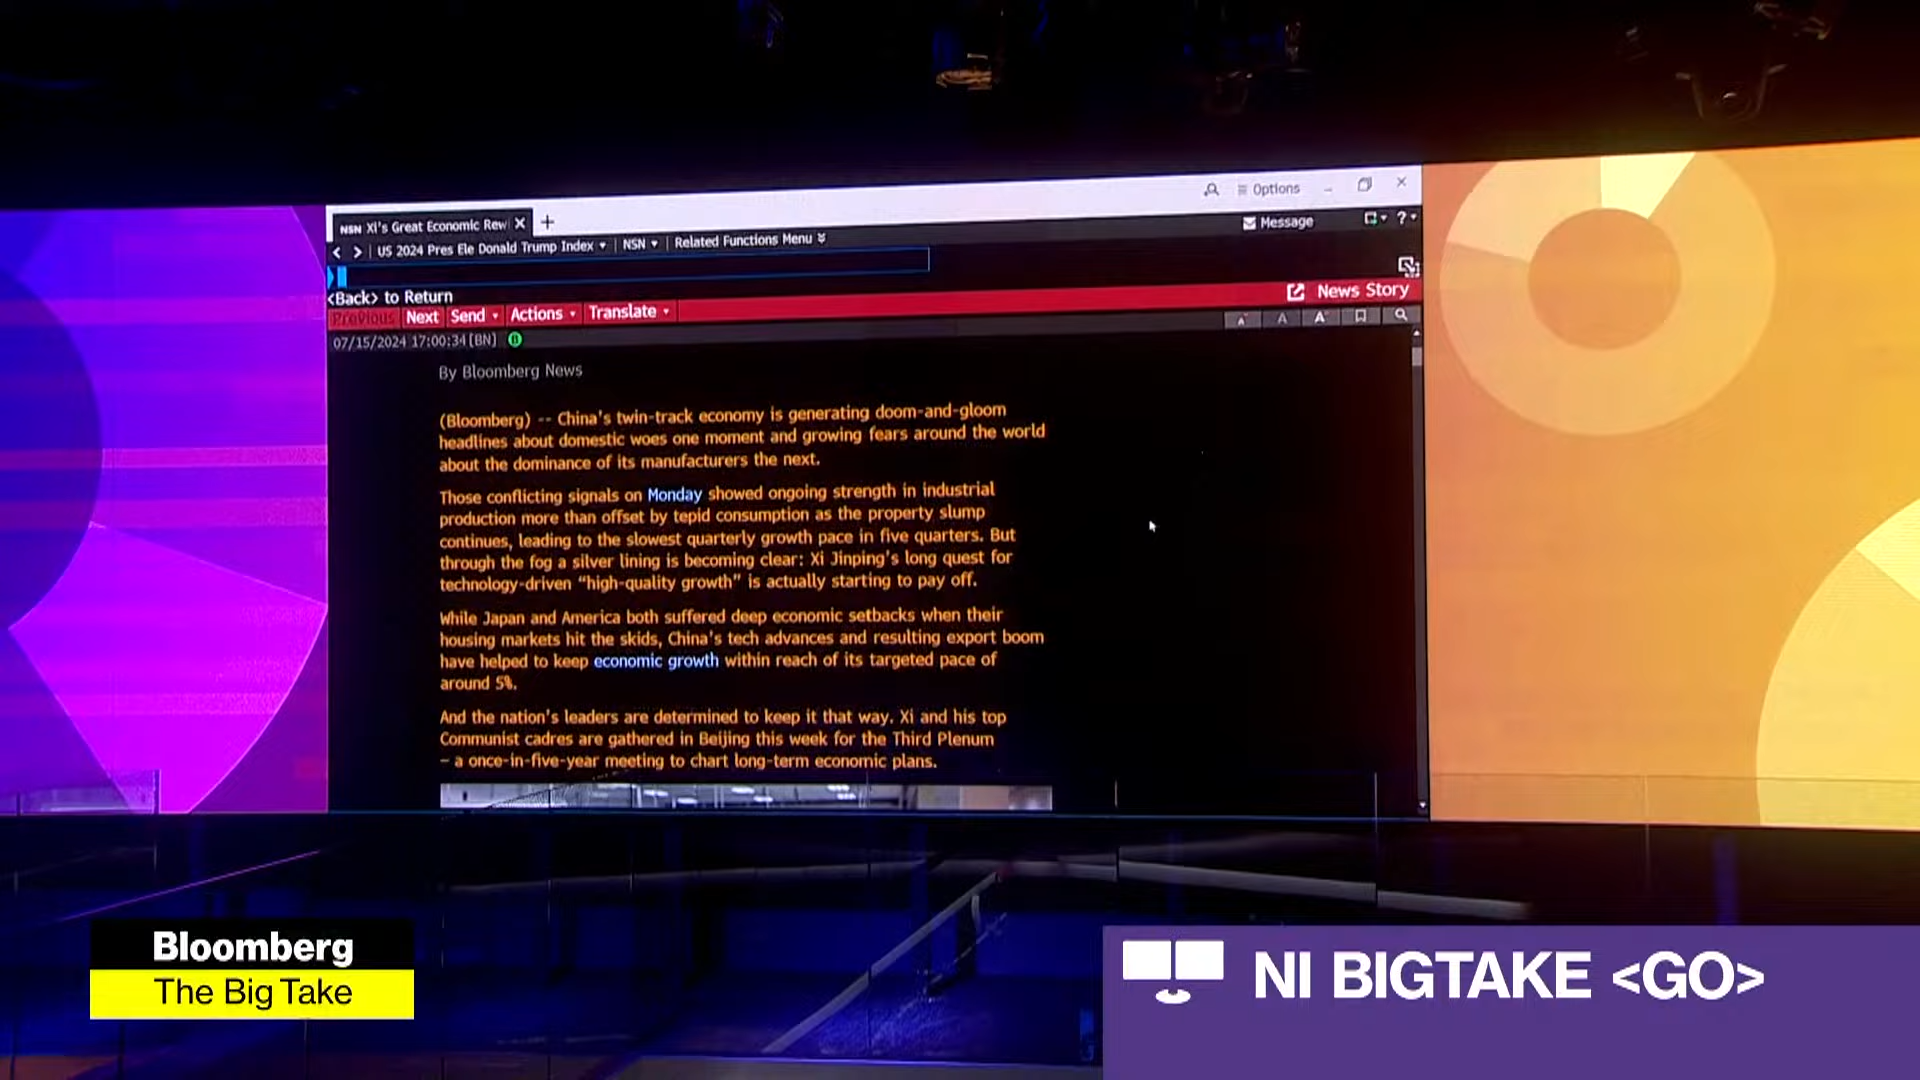 Options
NSN Xi's Great Economic Rew
Message
US 2024 Pres Ele Donald Trump Index
NSN
Related Functions Menu
<Back> to Return
News Story
Previous
Next
Send
Actions
Translate
07/15/2024 17:00:34[BN]
By Bloomberg News
(Bloomberg) -- China's twin-track economy is generating doom-and-gloom
headlines about domestic woes one moment and growing fears around the world
about the dominance of its manufacturers the next.
Those conflicting signals on Monday showed ongoing strength in industrial
production more than offset by tepid consumption as the property slump
continues, leading to the slowest quarterly growth pace in five quarters. But
through the fog a silver lining is becoming clear: Xi Jinping's long quest for
technology-driven “high-quality growth” is actually starting to pay off.
While Japan and America both suffered deep economic setbacks when their
housing markets hit the skids, China's tech advances and resulting export boom
have helped to keep economic growth within reach of its targeted pace of
around 5%.
And the nation's leaders are determined to keep it that way. Xi and his top
Communist cadres are gathered in Beijing this week for the Third Plenum
– a once-in-five-year meeting to chart long-term economic plans.
Bloomberg
The Big Take
NI BIGTAKE <GO>